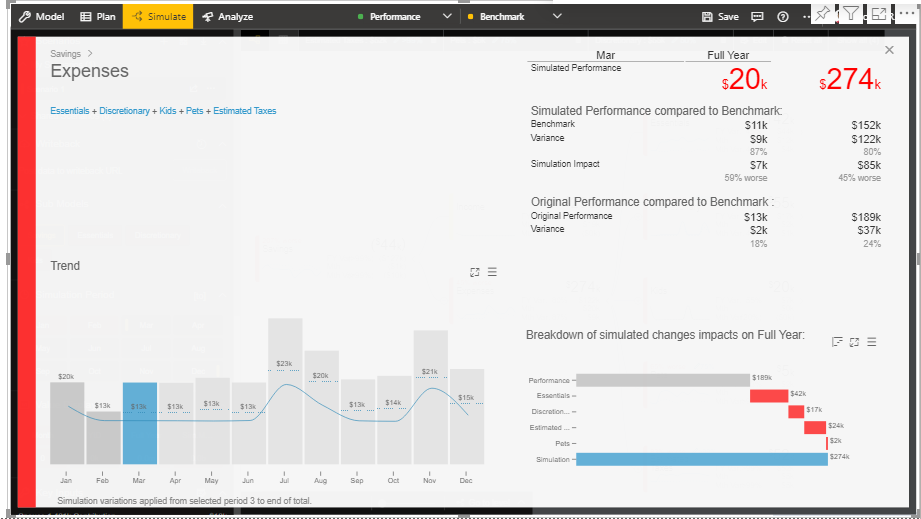 Model
Plan
Simulate
Analyze
Performance
Benchmark
Save
Savings >
Expenses
Essentials + Discretionary + Kids + Pets + Estimated Taxes
Mar Full Year
Simulated Performance $20k $274k
Simulated Performance compared to Benchmark:
Benchmark $11k $152k
Variance $9k $122k
87% 80%
Simulation Impact $7k $85k
59% worse 45% worse
Original Performance compared to Benchmark :
Original Performance $13k $189k
Variance $2k $37k
18% 24%
Trend
$20k $13k $13k $13k $13k $13k $23k $20k $13k $14k $21k $15k
Jan Feb Mar Apr May Jun Jul Aug Sep Oct Nov Dec
Simulation variations applied from selected period 3 to end of total.
Breakdown of simulated changes impacts on Full Year:
Performance $189k
Essentials $42k
Discretion... $17k
Estimated ... $24k
Pets $2k
Simulation $274k